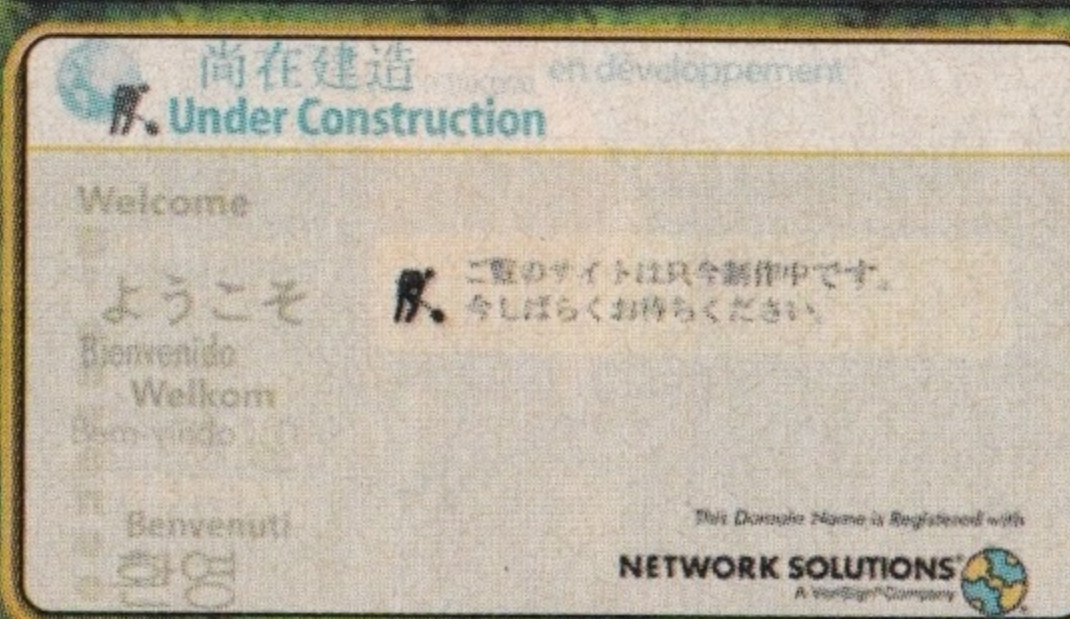 尚在建造
en développement
Under Construction
Welcome
ようこそ
Bienvenido
Welkom
Bem-vindo
Benvenuti
환영
ご覧のサイトは只今制作中です。
今しばらくお待ちください。
This Domain Name is Registered with
NETWORK SOLUTIONS®
A VeriSign® Company